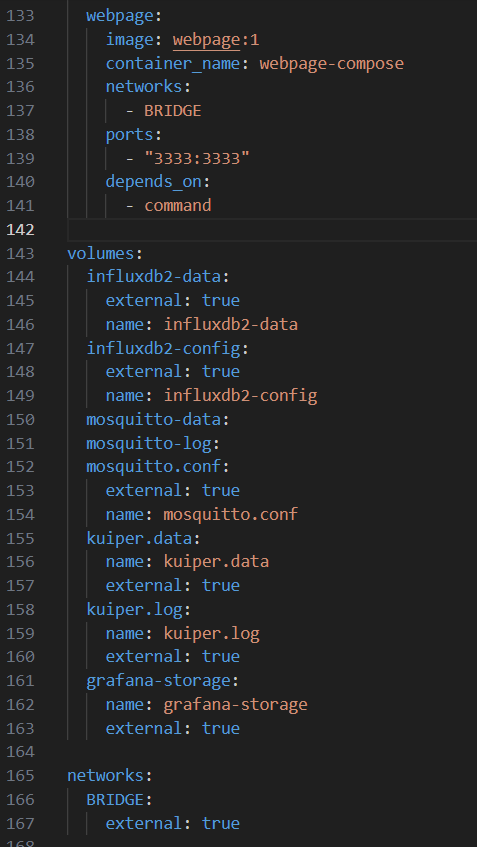 133 webpage:
134 image: webpage:1
135 container_name: webpage-compose
136 networks:
137 - BRIDGE
138 ports:
139 - "3333:3333"
140 depends_on:
141 - command
142
143 volumes:
144 influxdb2-data:
145 external: true
146 name: influxdb2-data
147 influxdb2-config:
148 external: true
149 name: influxdb2-config
150 mosquitto-data:
151 mosquitto-log:
152 mosquitto.conf:
153 external: true
154 name: mosquitto.conf
155 kuiper.data:
156 name: kuiper.data
157 external: true
158 kuiper.log:
159 name: kuiper.log
160 external: true
161 grafana-storage:
162 name: grafana-storage
163 external: true
164
165 networks:
166 BRIDGE:
167 external: true
168